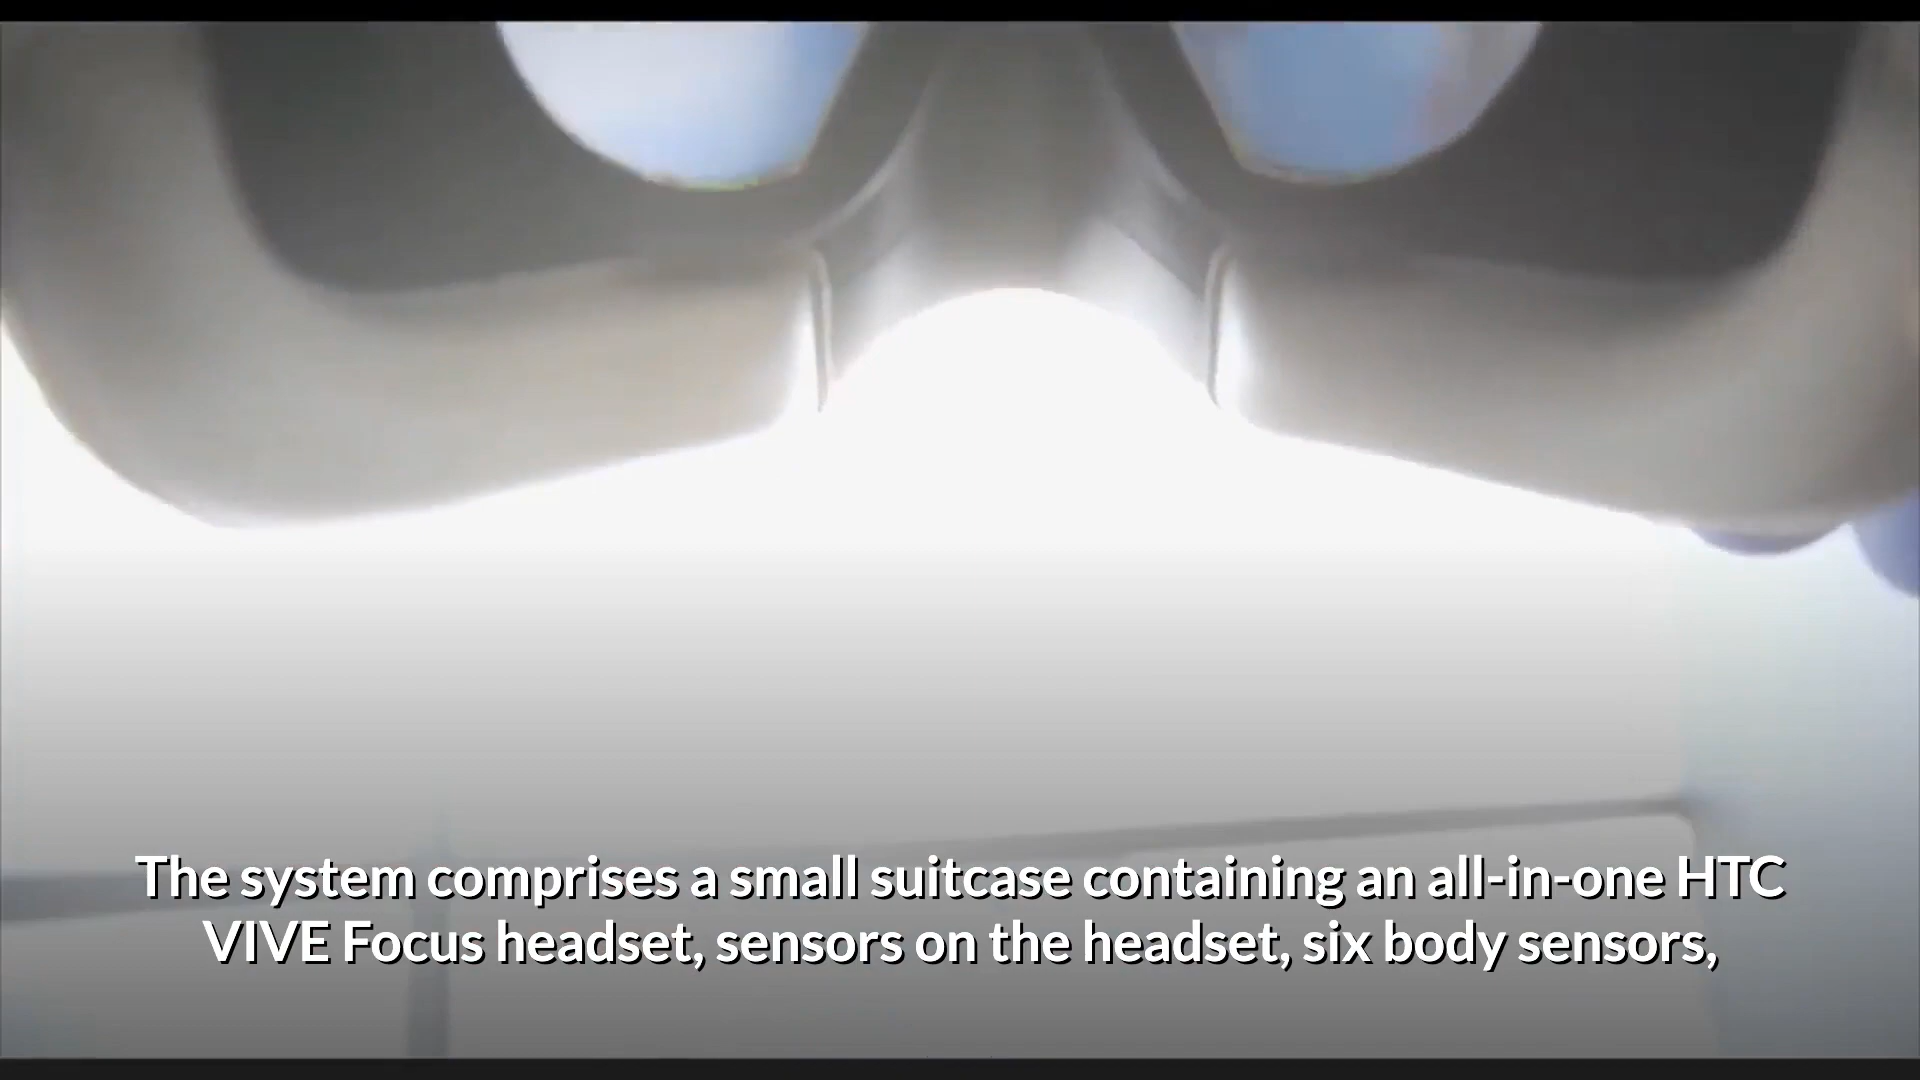 The system comprises a small suitcase containing an all-in-one HTC
VIVE Focus headset, sensors on the headset, six body sensors,